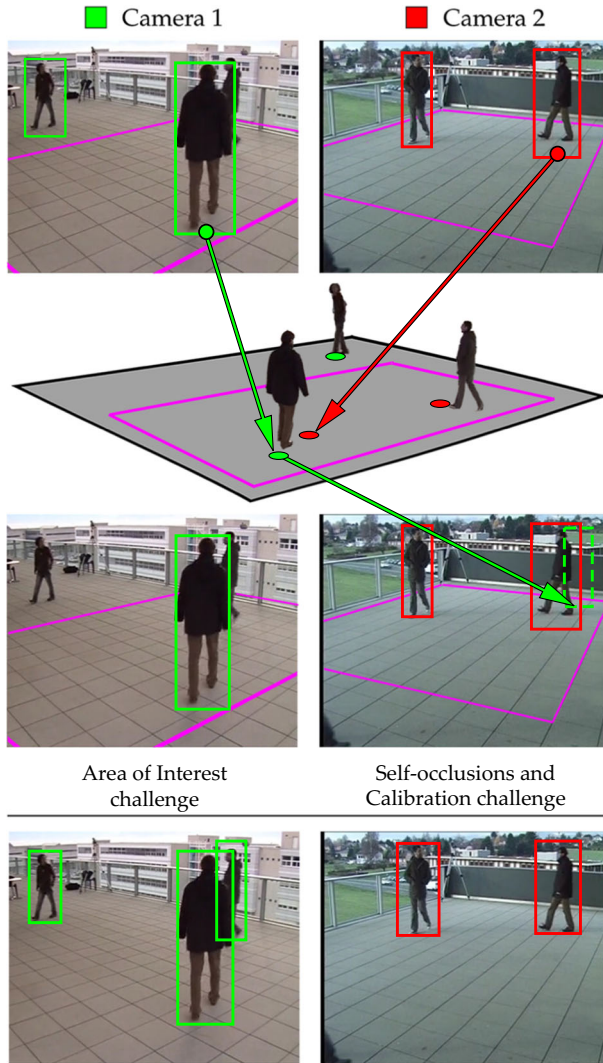 Camera 1
Camera 2
Area of Interest
challenge
Self-occlusions and
Calibration challenge